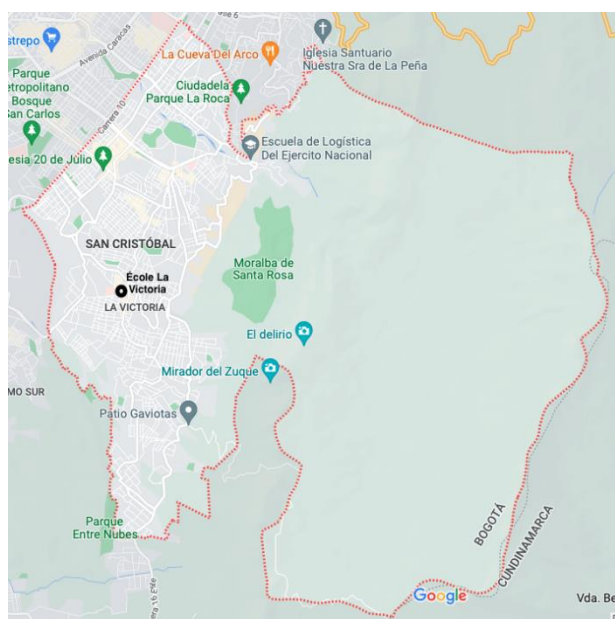 Calle 6
strepo
Avenida Caracas
La Cueva Del Arco
Iglesia Santuario
Nuestra Sra de La Peña
Parque
etropolitano
Bosque
San Carlos
Carrera 10
Ciudadela
Parque La Roca
Escuela de Logística
Del Ejercito Nacional
lesia 20 de Julio
SAN CRISTÓBAL
Moralba de
Santa Rosa
École La
Victoria
LA VICTORIA
El delirio
Mirador del Zuque
MO SUR
Patio Gaviotas
Parque
Entre Nubes
BOGOTÁ
CUNDINAMARCA
Google
Vda. Be